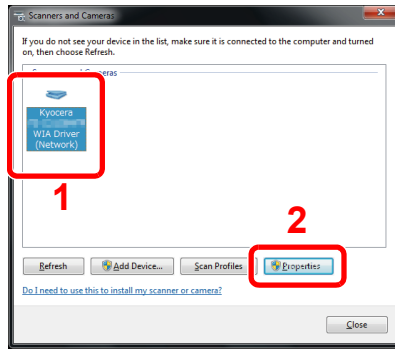 Scanners and Cameras
If you do not see your device in the list, make sure it is connected to the computer and turned
on, then choose Refresh.
Kyocera
WIA Driver
(Network)
1
2
Refresh
Add Device...
Scan Profiles
Properties
Do I need to use this to install my scanner or camera?
Close